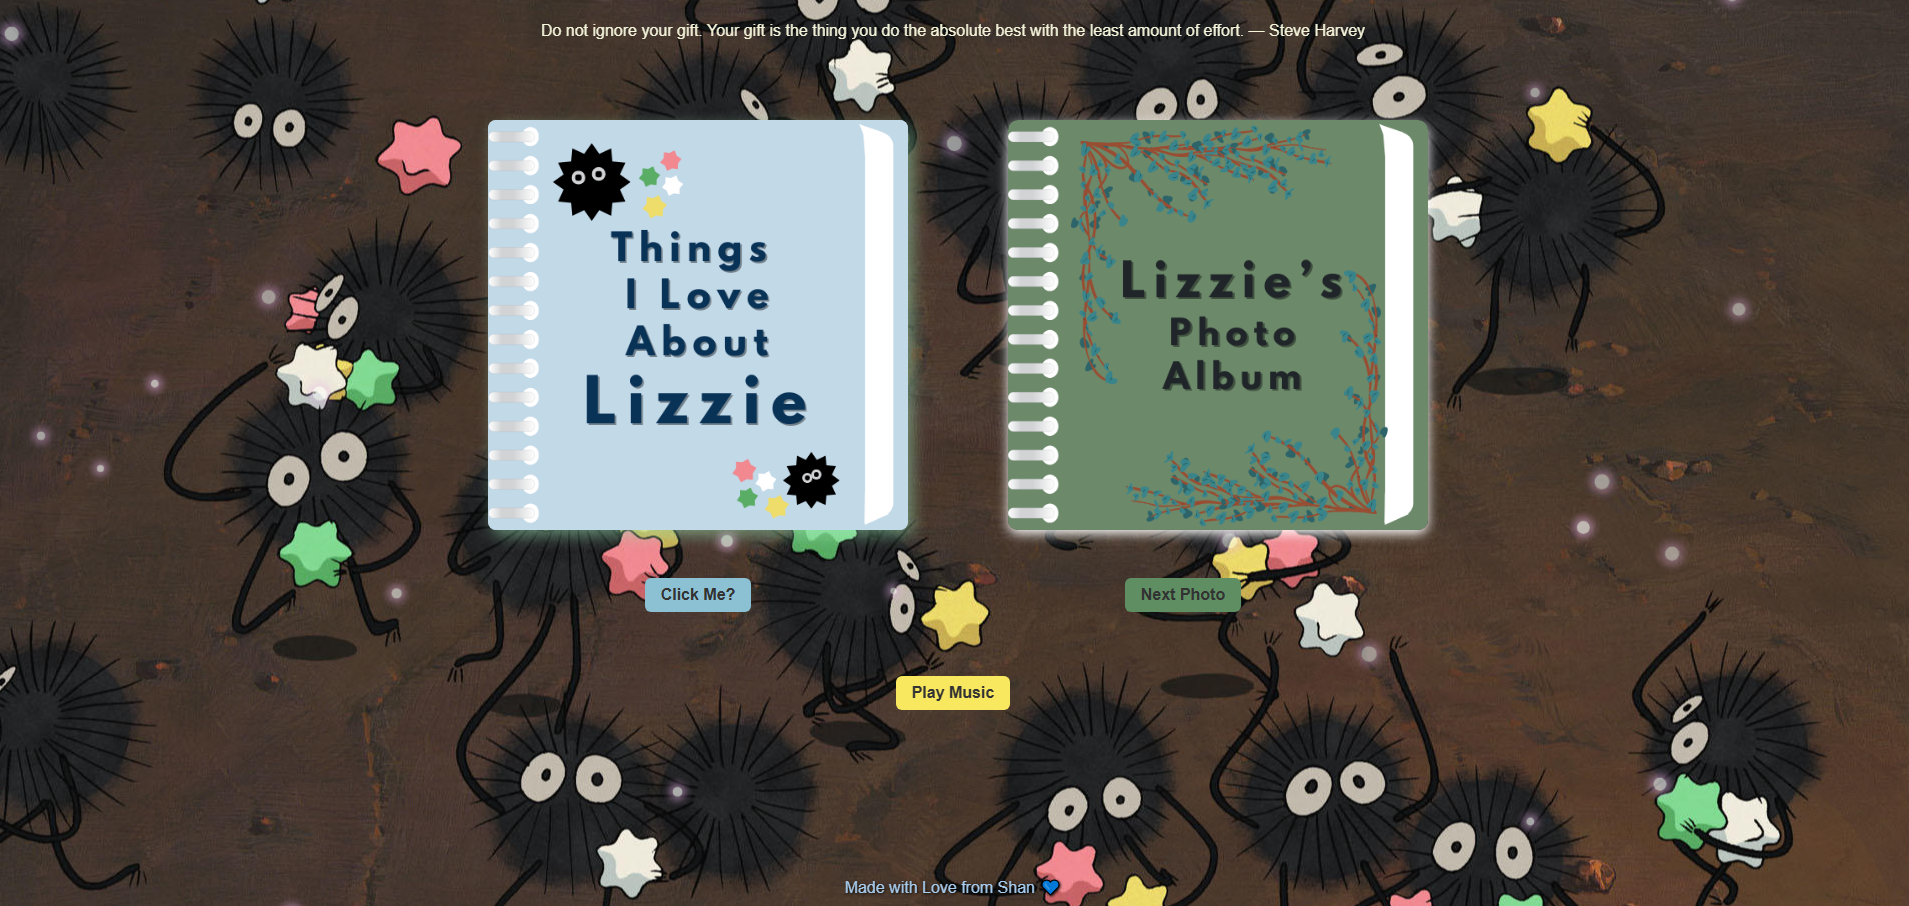 Do not ignore your gift. Your gift is the thing you do the absolute best with the least amount of effort. — Steve Harvey
Things
I Love
About
Lizzie
Lizzie's
Photo
Album
Click Me?
Next Photo
Play Music
Made with Love from Shan 💙